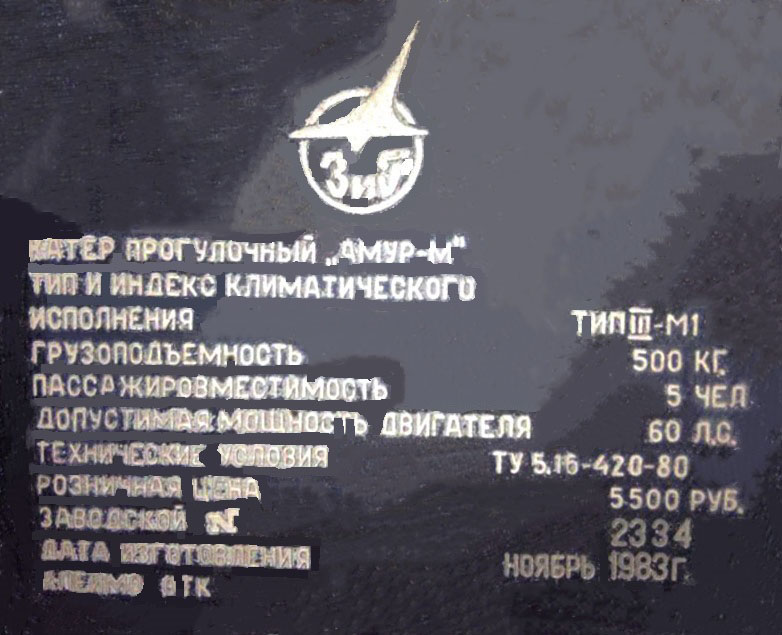 ЗиГ
КАТЕР ПРОГУЛОЧНЫЙ „АМУР-М"
ТИП И ИНДЕКС КЛИМАТИЧЕСКОГО
ИСПОЛНЕНИЯ ТИП III-М1
ГРУЗОПОДЪЕМНОСТЬ 500 КГ.
ПАССАЖИРОВМЕСТИМОСТЬ 5 ЧЕЛ
ДОПУСТИМАЯ МОЩНОСТЬ ДВИГАТЕЛЯ 60 Л.С.
ТЕХНИЧЕСКИЕ УСЛОВИЯ ТУ 5.16-420-80
РОЗНИЧНАЯ ЦЕНА 5500 РУБ.
ЗАВОДСКОЙ N 2334
ДАТА ИЗГОТОВЛЕНИЯ НОЯБРЬ 1983г.
КЛЕЙМО ОТК